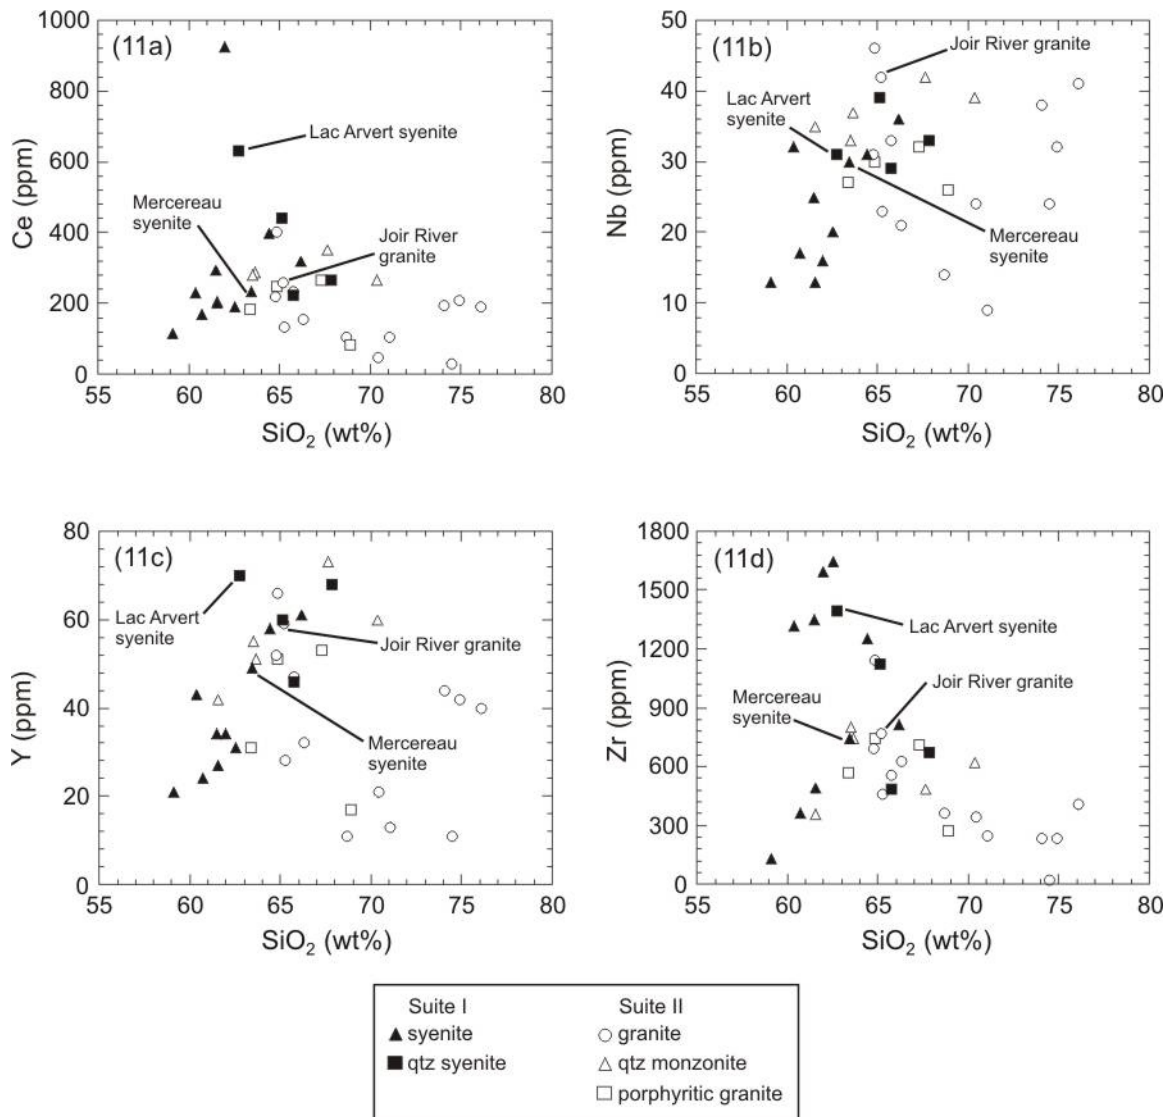 (11a)
1000
800
600
400
200
0
Ce (ppm)
Lac Arvert syenite
Mercereau
syenite
Joir River
granite
55 60 65 70 75 80
SiO2 (wt%)
(11b)
50
40
30
20
10
0
Nb (ppm)
Joir River granite
Lac Arvert
syenite
Mercereau
syenite
55 60 65 70 75 80
SiO2 (wt%)
(11c)
80
60
40
20
0
Y (ppm)
Lac Arvert
syenite
Joir River granite
Mercereau
syenite
55 60 65 70 75 80
SiO2 (wt%)
(11d)
1800
1500
1200
900
600
300
0
Zr (ppm)
Lac Arvert syenite
Joir River granite
Mercereau
syenite
55 60 65 70 75 80
SiO2 (wt%)
Suite I
syenite
qtz syenite
Suite II
granite
qtz monzonite
porphyritic granite